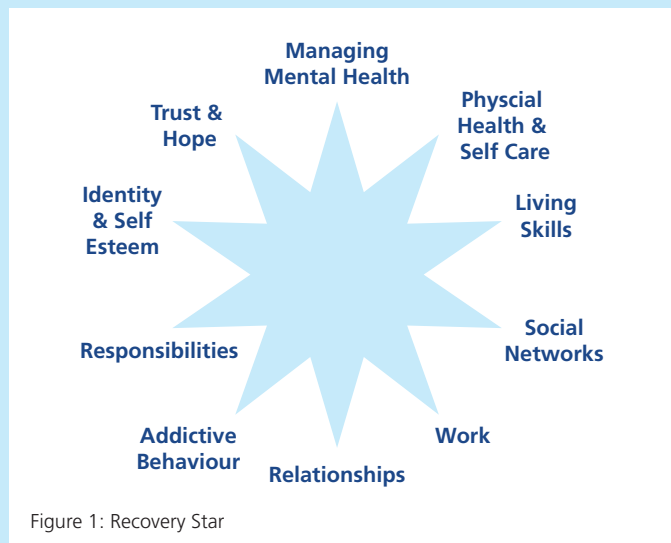 Managing
Mental Health
Physcial
Health &
Self Care
Living
Skills
Social
Networks
Work
Relationships
Addictive
Behaviour
Responsibilities
Identity
& Self
Esteem
Trust &
Hope
Figure 1: Recovery Star